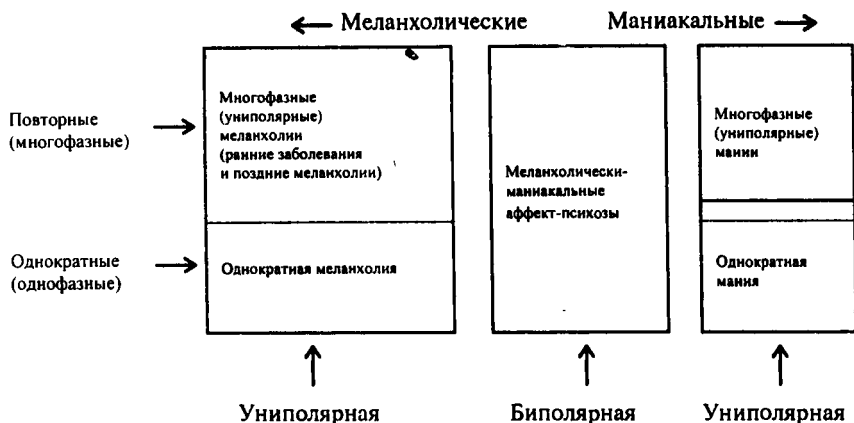 Меланхолические
Маниакальные
Повторные
(многофазные)
Многофазные
(униполярные)
меланхолии
(ранние заболевания
и поздние меланхолии)
Меланхолически-
маниакальные
аффект-психозы
Многофазные
(униполярные)
мании
Однократные
(однофазные)
Однократная меланхолия
Однократная
мания
Униполярная
Биполярная
Униполярная